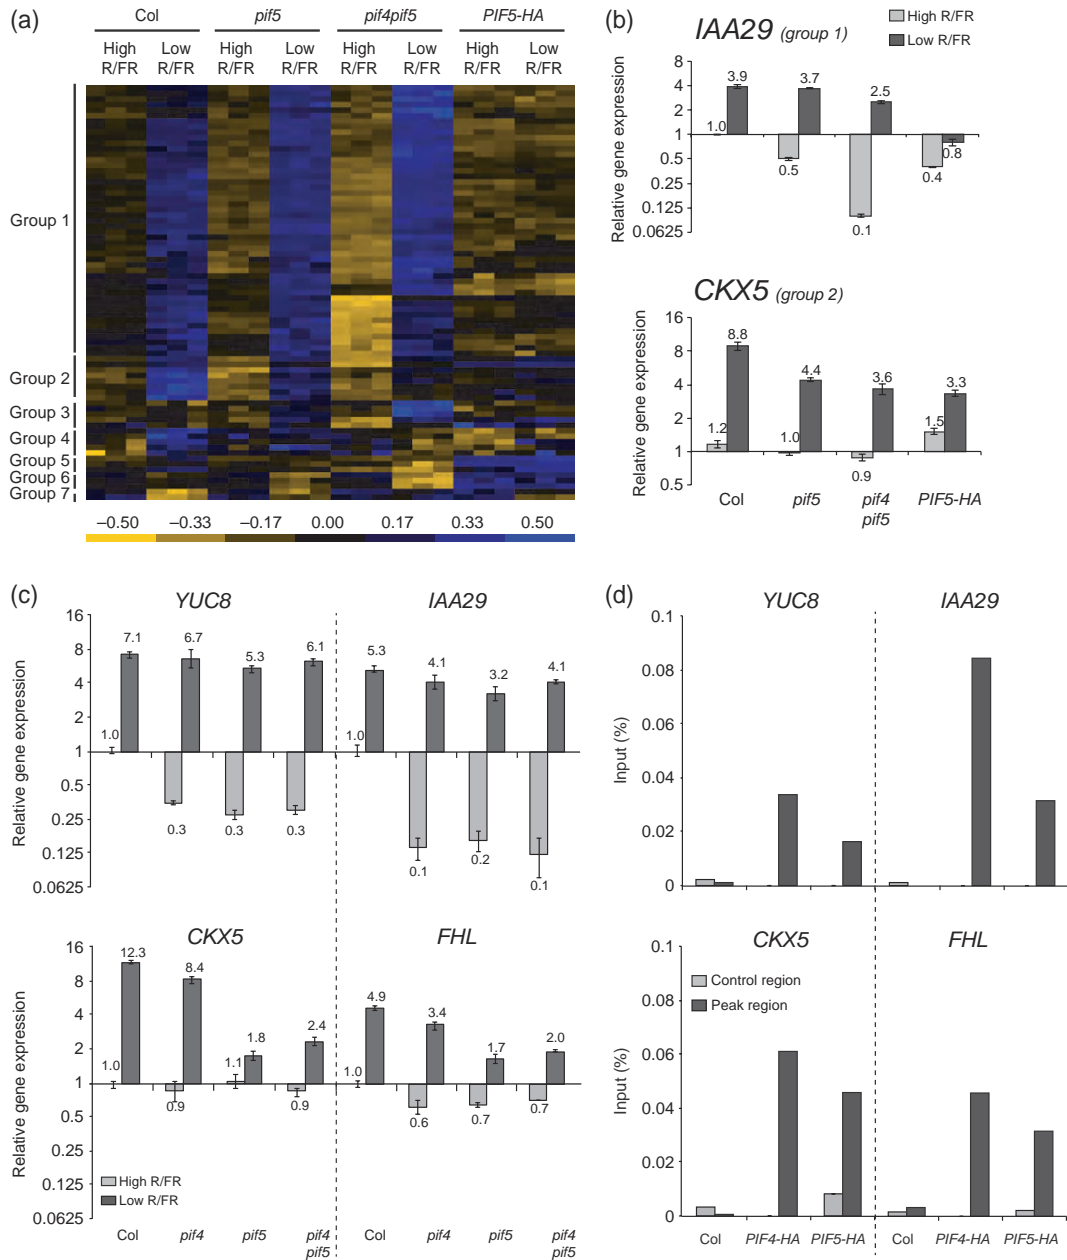 (a)
Col pif5 pif4pif5 PIF5-HA
High Low High Low High Low High Low
R/FR R/FR R/FR R/FR R/FR R/FR R/FR R/FR
Group 1
Group 2
Group 3
Group 4
Group 5
Group 6
Group 7
−0.50 −0.33 −0.17 0.00 0.17 0.33 0.50
(b)
High R/FR
Low R/FR
IAA29 (group 1)
Relative gene expression
8
4
2
1
0.5
0.25
0.125
0.0625
1.0 3.9 0.5 3.7 0.1 2.5 0.4 0.8
CKX5 (group 2)
Relative gene expression
16
8
4
2
1
0.5
1.2 8.8 1.0 4.4 0.9 3.6 1.5 3.3
Col pif5 pif4 PIF5-HA
pif5
(c)
YUC8 IAA29
Relative gene expression
16
8
4
2
1
0.5
0.25
0.125
0.0625
1.0 7.1 0.3 6.7 0.3 5.3 0.3 6.1
1.0 5.3 0.1 4.1 0.2 3.2 0.1 4.1
CKX5 FHL
Relative gene expression
16
8
4
2
1
0.5
0.25
0.125
0.0625
1.0 12.3 0.9 8.4 1.1 1.8 0.9 2.4
1.0 4.9 0.6 3.4 0.7 1.7 0.7 2.0
High R/FR
Low R/FR
Col pif4 pif5 pif4 Col pif4 pif5 pif4
pif5 pif5
(d)
YUC8 IAA29
Input (%)
0.1
0.08
0.06
0.04
0.02
0
CKX5 FHL
Input (%)
0.1
0.08
0.06
0.04
0.02
0
Control region
Peak region
Col PIF4-HA PIF5-HA Col PIF4-HA PIF5-HA